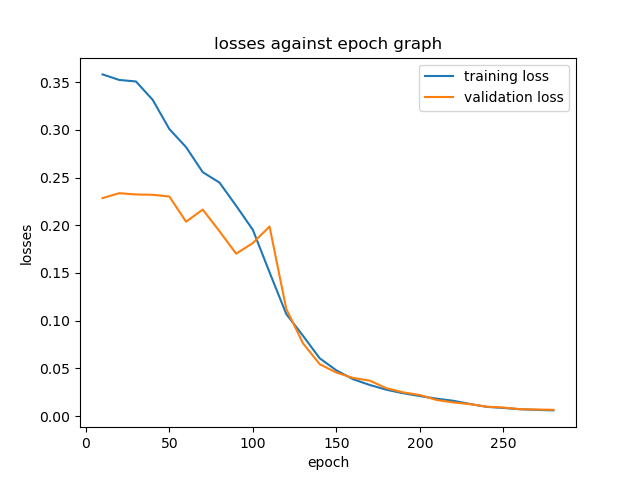 losses against epoch graph
training loss
validation loss
losses
0.35
0.30
0.25
0.20
0.15
0.10
0.05
0.00
0 50 100 150 200 250
epoch